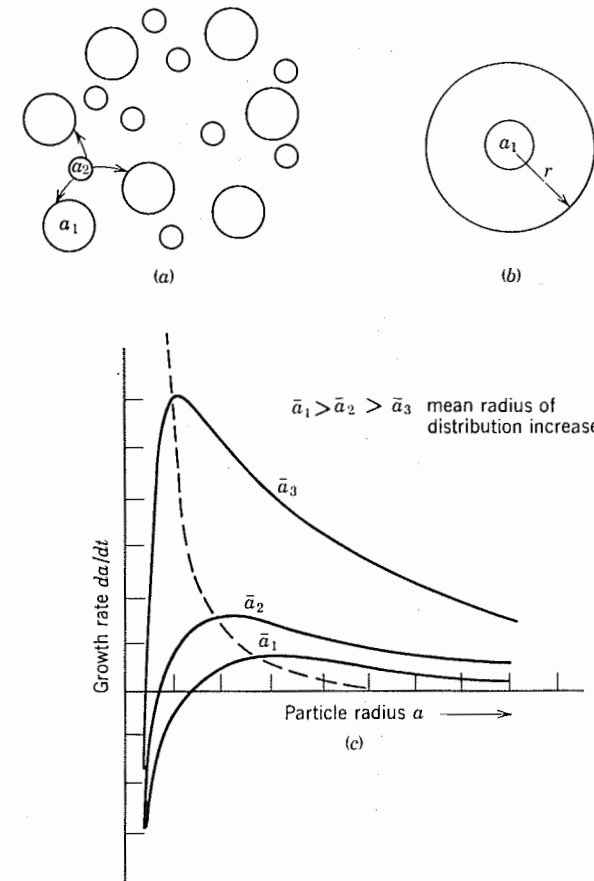 a₂
a₁
(a)
a₁
r
(b)
ā₁ > ā₂ > ā₃ mean radius of
distribution increase
ā₃
ā₂
ā₁
Growth rate da/dt
Particle radius a
(c)